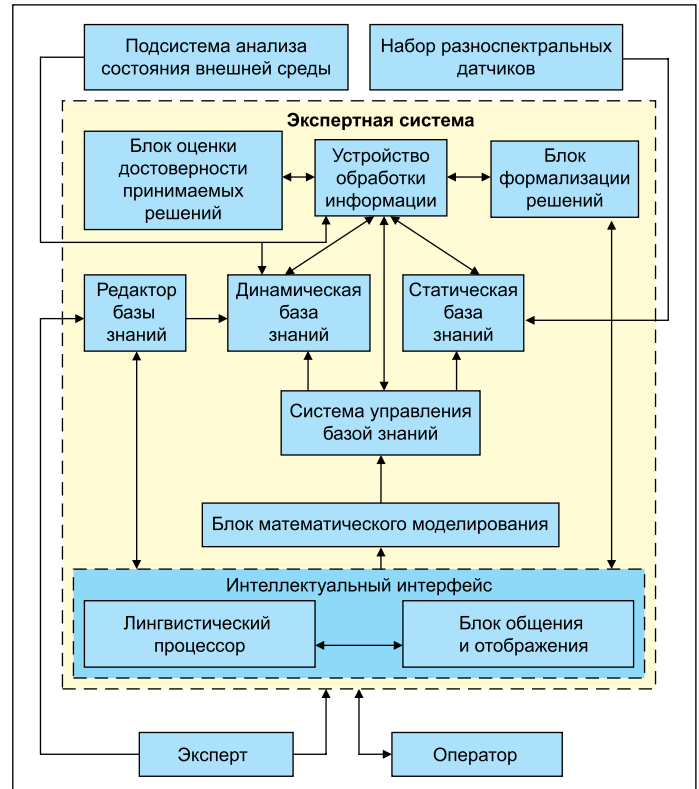 Подсистема анализа
состояния внешней среды
Набор разноспектральных
датчиков
Экспертная система
Блок оценки
достоверности
принимаемых
решений
Устройство
обработки
информации
Блок
формализации
решений
Редактор
базы
знаний
Динамическая
база
знаний
Статическая
база
знаний
Система управления
базой знаний
Блок математического моделирования
Интеллектуальный интерфейс
Лингвистический
процессор
Блок общения
и отображения
Эксперт
Оператор